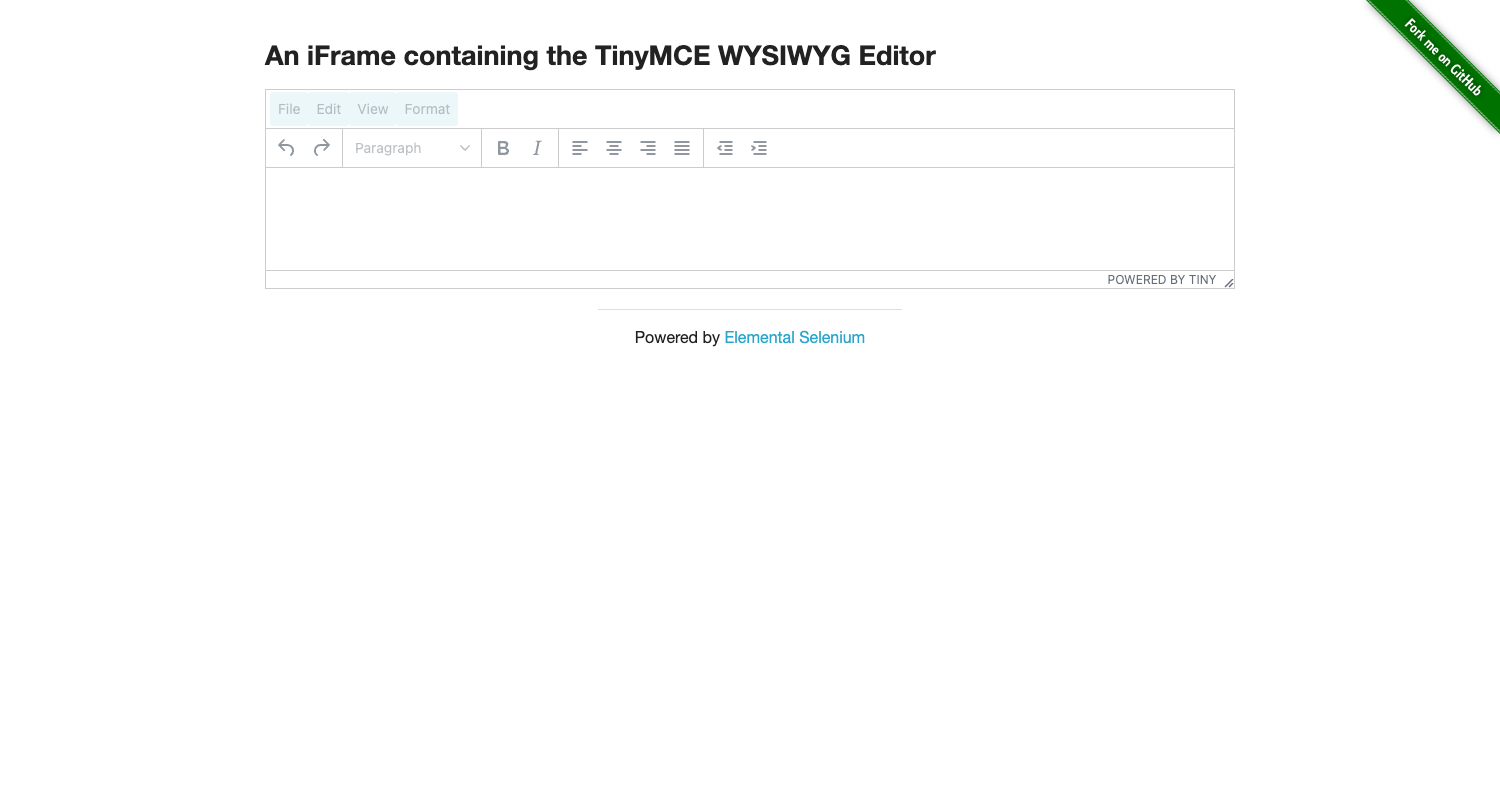 Fork me on GitHub
An iFrame containing the TinyMCE WYSIWYG Editor
File Edit View Format
Paragraph B I
POWERED BY TINY
Powered by Elemental Selenium